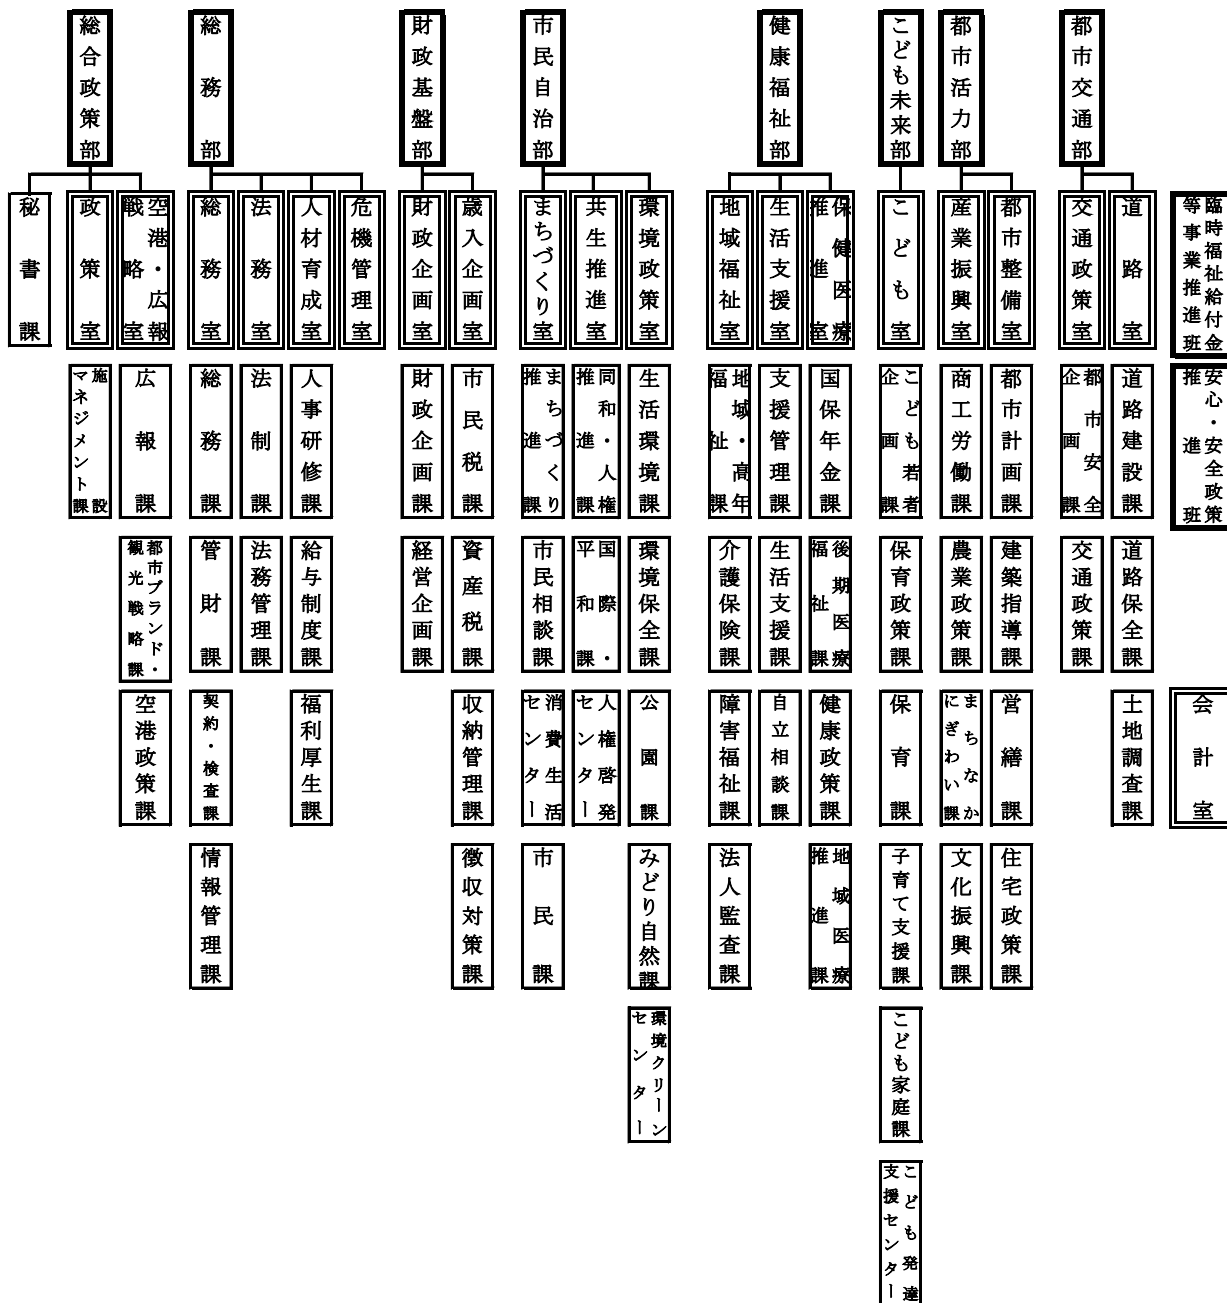 総合政策部
総務部
財政基盤部
市民自治部
健康福祉部
こども未来部
都市活力部
都市交通部
秘書課
政策室
空港・広報戦略室
総務室
法務室
人材育成室
危機管理室
財政企画室
歳入企画室
まちづくり室
共生推進室
環境政策室
地域福祉室
生活支援室
保健医療推進室
こども室
産業振興室
都市整備室
交通政策室
道路室
臨時福祉給付金
等事業推進班
施設マネジメント課
広報課
総務課
法制課
人事研修課
財政企画課
市民税課
まちづくり推進課
同和・人権推進課
生活環境課
地域・高年福祉課
支援管理課
国保年金課
こども若者企画課
商工労働課
都市計画課
都市安全企画課
道路建設課
安心・安全政策
推進班
都市ブランド・
観光戦略課
管財課
法務管理課
給与制度課
経営企画課
資産税課
市民相談課
国際・平和課
環境保全課
介護保険課
生活支援課
後期医療福祉課
保育政策課
農業政策課
建築指導課
交通政策課
道路保全課
空港政策課
契約・検査課
福利厚生課
収納管理課
消費生活センター
人権啓発センター
公園課
障害福祉課
自立相談課
健康政策課
保育課
まちなかにぎわい課
営繕課
土地調査課
会計室
情報管理課
徴収対策課
市民課
みどり自然課
法人監査課
地域医療推進課
子育て支援課
文化振興課
住宅政策課
環境クリーンセンター
こども家庭課
こども発達
支援センター